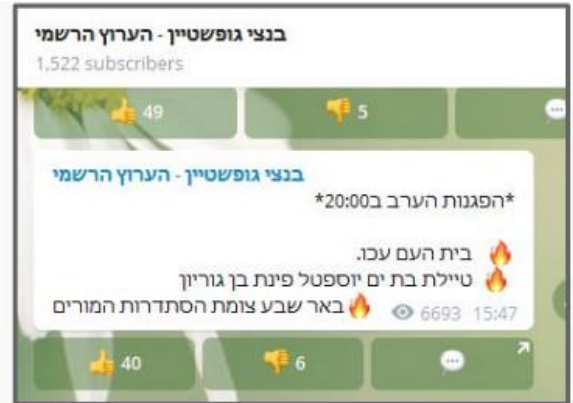 בנצי גופשטיין - הערוץ הרשמי
1,522 subscribers
👍 49 👎 5 💬
בנצי גופשטיין - הערוץ הרשמי
*הפגנות הערב ב20:00*
🔥 בית העם עכו.
🔥 טיילת בת ים יוספטל פינת בן גוריון
🔥באר שבע צומת הסתדרות המורים
6693 15:47
👍 40 👎 6 💬